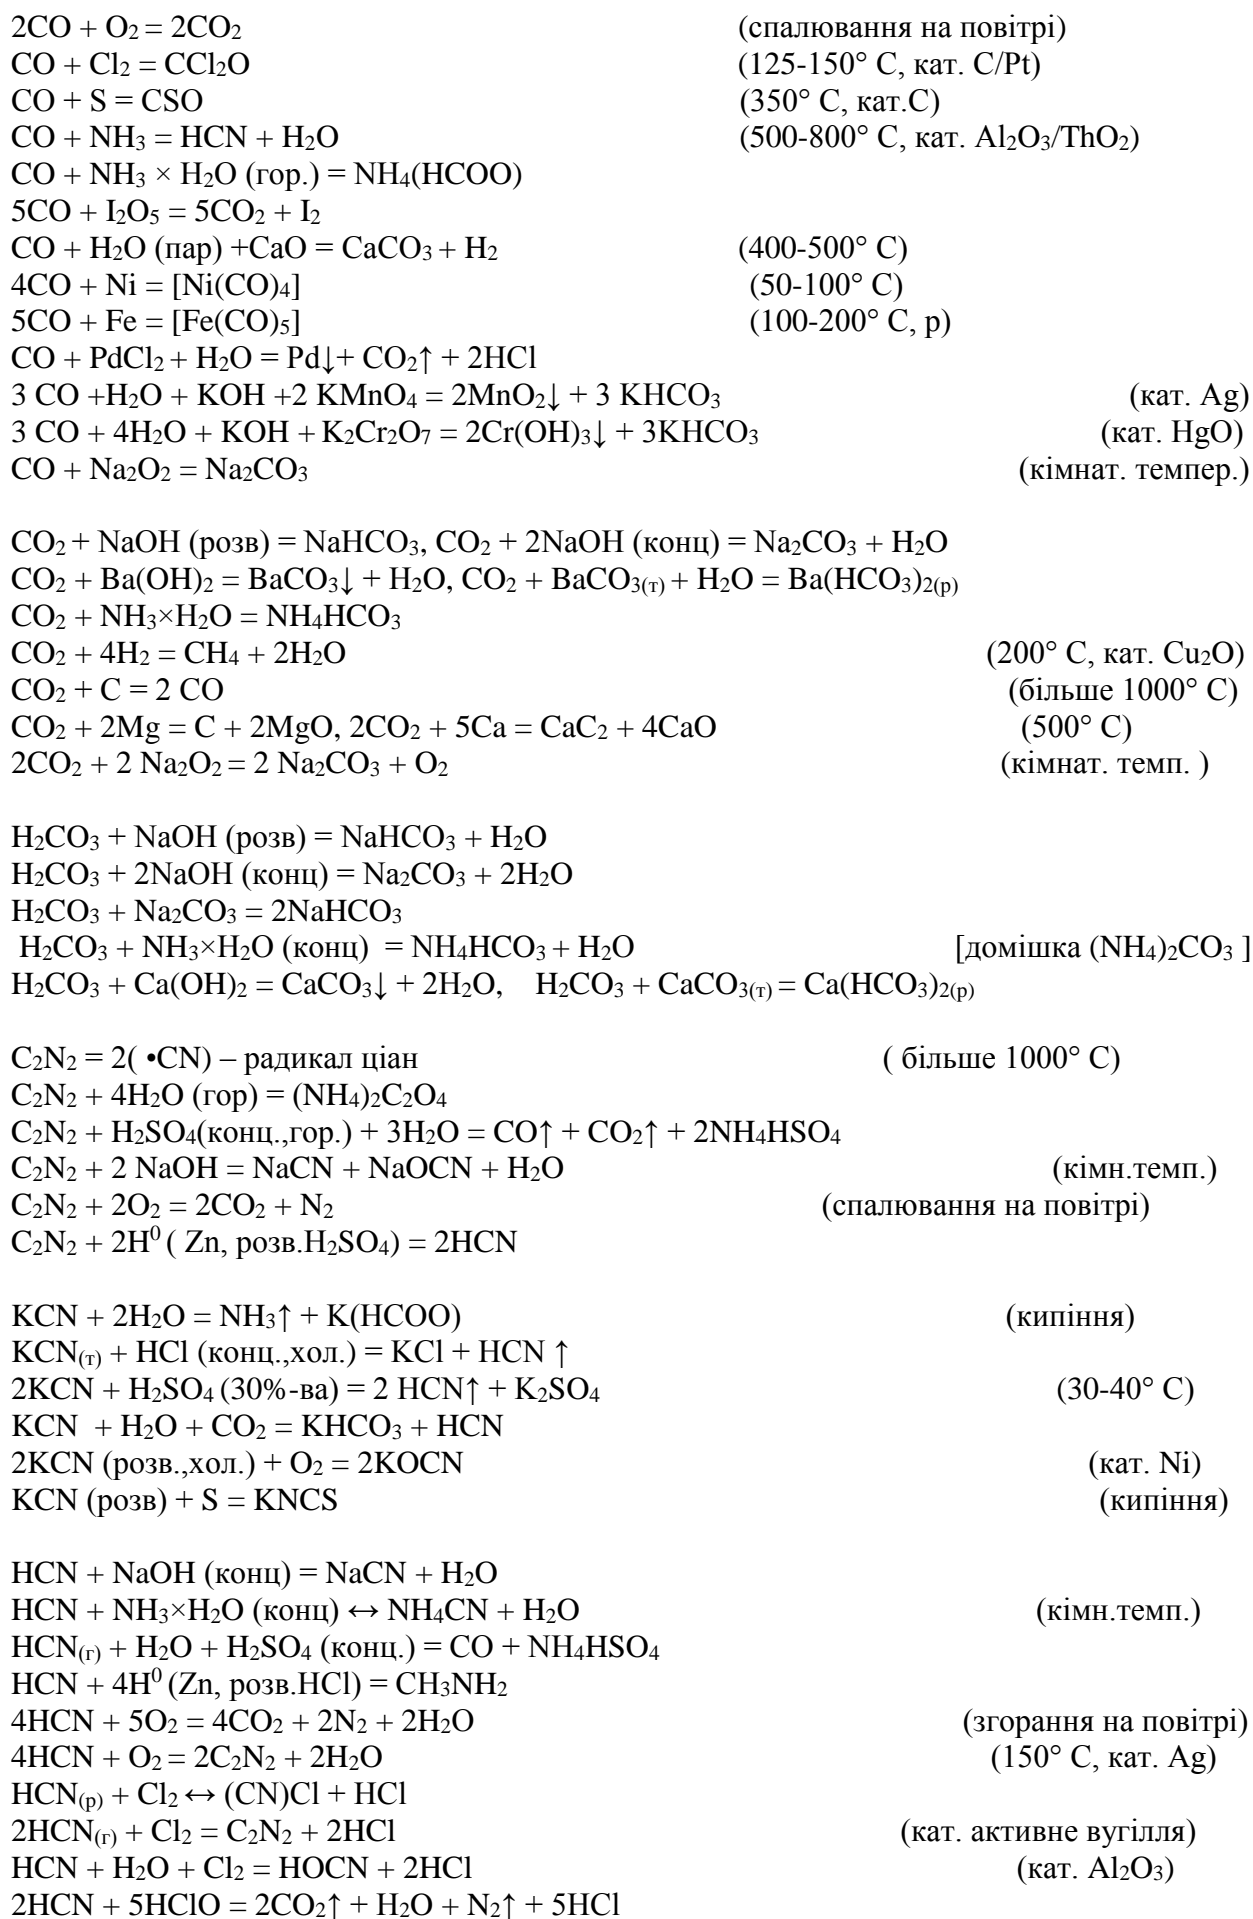 2CO + O₂ = 2CO₂ (спалювання на повітрі)
CO + Cl₂ = CCl₂O (125-150° C, кат. C/Pt)
CO + S = CSO (350° C, кат.C)
CO + NH₃ = HCN + H₂O (500-800° C, кат. Al₂O₃/ThO₂)
CO + NH₃ × H₂O (гор.) = NH₄(HCOO)
5CO + I₂O₅ = 5CO₂ + I₂
CO + H₂O (пар) +CaO = CaCO₃ + H₂ (400-500° C)
4CO + Ni = [Ni(CO)₄] (50-100° C)
5CO + Fe = [Fe(CO)₅] (100-200° C, p)
CO + PdCl₂ + H₂O = Pd↓+ CO₂↑ + 2HCl
3 CO +H₂O + KOH +2 KMnO₄ = 2MnO₂↓ + 3 KHCO₃ (кат. Ag)
3 CO + 4H₂O + KOH + K₂Cr₂O₇ = 2Cr(OH)₃↓ + 3KHCO₃ (кат. HgO)
CO + Na₂O₂ = Na₂CO₃ (кімнат. темпер.)
CO₂ + NaOH (розв) = NaHCO₃, CO₂ + 2NaOH (конц) = Na₂CO₃ + H₂O
CO₂ + Ba(OH)₂ = BaCO₃↓ + H₂O, CO₂ + BaCO₃₍т₎ + H₂O = Ba(HCO₃)₂₍р₎
CO₂ + NH₃×H₂O = NH₄HCO₃
CO₂ + 4H₂ = CH₄ + 2H₂O (200° C, кат. Cu₂O)
CO₂ + C = 2 CO (більше 1000° C)
CO₂ + 2Mg = C + 2MgO, 2CO₂ + 5Ca = CaC₂ + 4CaO (500° C)
2CO₂ + 2 Na₂O₂ = 2 Na₂CO₃ + O₂ (кімнат. темп. )
H₂CO₃ + NaOH (розв) = NaHCO₃ + H₂O
H₂CO₃ + 2NaOH (конц) = Na₂CO₃ + 2H₂O
H₂CO₃ + Na₂CO₃ = 2NaHCO₃
H₂CO₃ + NH₃×H₂O (конц) = NH₄HCO₃ + H₂O [домішка (NH₄)₂CO₃ ]
H₂CO₃ + Ca(OH)₂ = CaCO₃↓ + 2H₂O, H₂CO₃ + CaCO₃₍т₎ = Ca(HCO₃)₂₍р₎
C₂N₂ = 2( •CN) – радикал ціан ( більше 1000° C)
C₂N₂ + 4H₂O (гор) = (NH₄)₂C₂O₄
C₂N₂ + H₂SO₄(конц.,гор.) + 3H₂O = CO↑ + CO₂↑ + 2NH₄HSO₄
C₂N₂ + 2 NaOH = NaCN + NaOCN + H₂O (кімн.темп.)
C₂N₂ + 2O₂ = 2CO₂ + N₂ (спалювання на повітрі)
C₂N₂ + 2H⁰ ( Zn, розв.H₂SO₄) = 2HCN
KCN + 2H₂O = NH₃↑ + K(HCOO) (кипіння)
KCN₍т₎ + HCl (конц.,хол.) = KCl + HCN ↑
2KCN + H₂SO₄ (30%-ва) = 2 HCN↑ + K₂SO₄ (30-40° C)
KCN + H₂O + CO₂ = KHCO₃ + HCN
2KCN (розв.,хол.) + O₂ = 2KOCN (кат. Ni)
KCN (розв) + S = KNCS (кипіння)
HCN + NaOH (конц) = NaCN + H₂O
HCN + NH₃×H₂O (конц) ↔ NH₄CN + H₂O (кімн.темп.)
HCN₍г₎ + H₂O + H₂SO₄ (конц.) = CO + NH₄HSO₄
HCN + 4H⁰ (Zn, розв.HCl) = CH₃NH₂
4HCN + 5O₂ = 4CO₂ + 2N₂ + 2H₂O (згорання на повітрі)
4HCN + O₂ = 2C₂N₂ + 2H₂O (150° C, кат. Ag)
HCN₍р₎ + Cl₂ ↔ (CN)Cl + HCl
2HCN₍г₎ + Cl₂ = C₂N₂ + 2HCl (кат. активне вугілля)
HCN + H₂O + Cl₂ = HOCN + 2HCl (кат. Al₂O₃)
2HCN + 5HClO = 2CO₂↑ + H₂O + N₂↑ + 5HCl